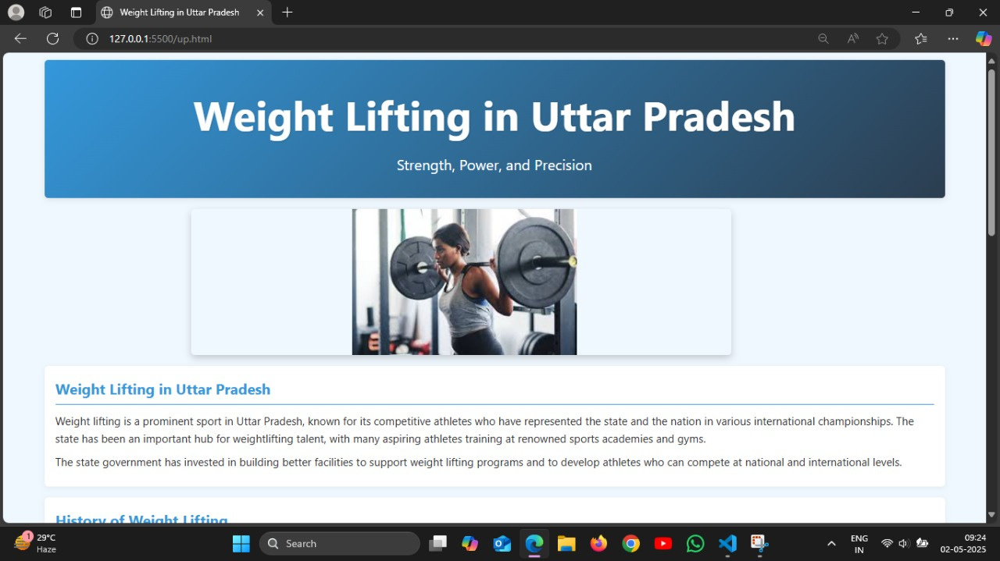 Weight Lifting in Uttar Pradesh
127.0.0.1:5500/up.html
Weight Lifting in Uttar Pradesh
Strength, Power, and Precision
Weight Lifting in Uttar Pradesh
Weight lifting is a prominent sport in Uttar Pradesh, known for its competitive athletes who have represented the state and the nation in various international championships. The
state has been an important hub for weightlifting talent, with many aspiring athletes training at renowned sports academies and gyms.
The state government has invested in building better facilities to support weight lifting programs and to develop athletes who can compete at national and international levels.
History of Weight Lifting
1
29°C
Haze
Search
ENG
IN
09:24
02-05-2025